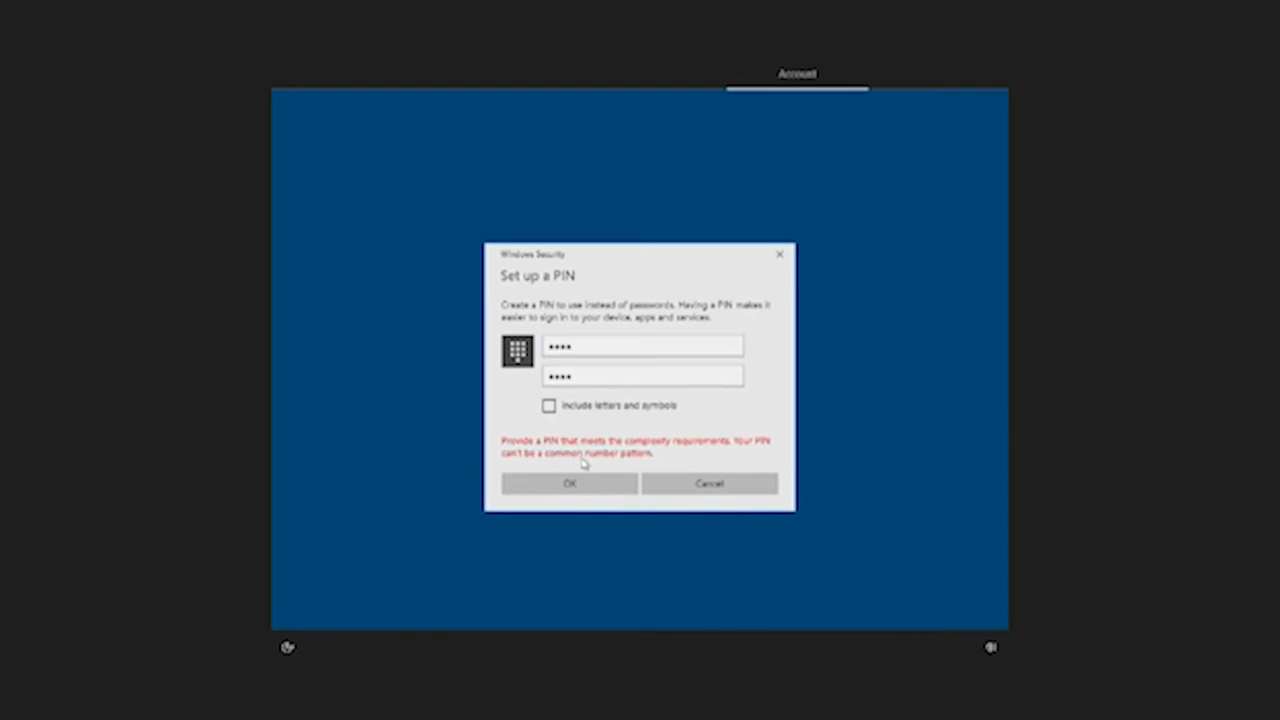 Account
Windows Security
Set up a PIN
Create a PIN to use instead of passwords. Having a PIN makes it
easier to sign in to your device, apps and services.
••••
••••
Include letters and symbols
Provide a PIN that meets the complexity requirements. Your PIN
can't be a common number pattern.
OK
Cancel